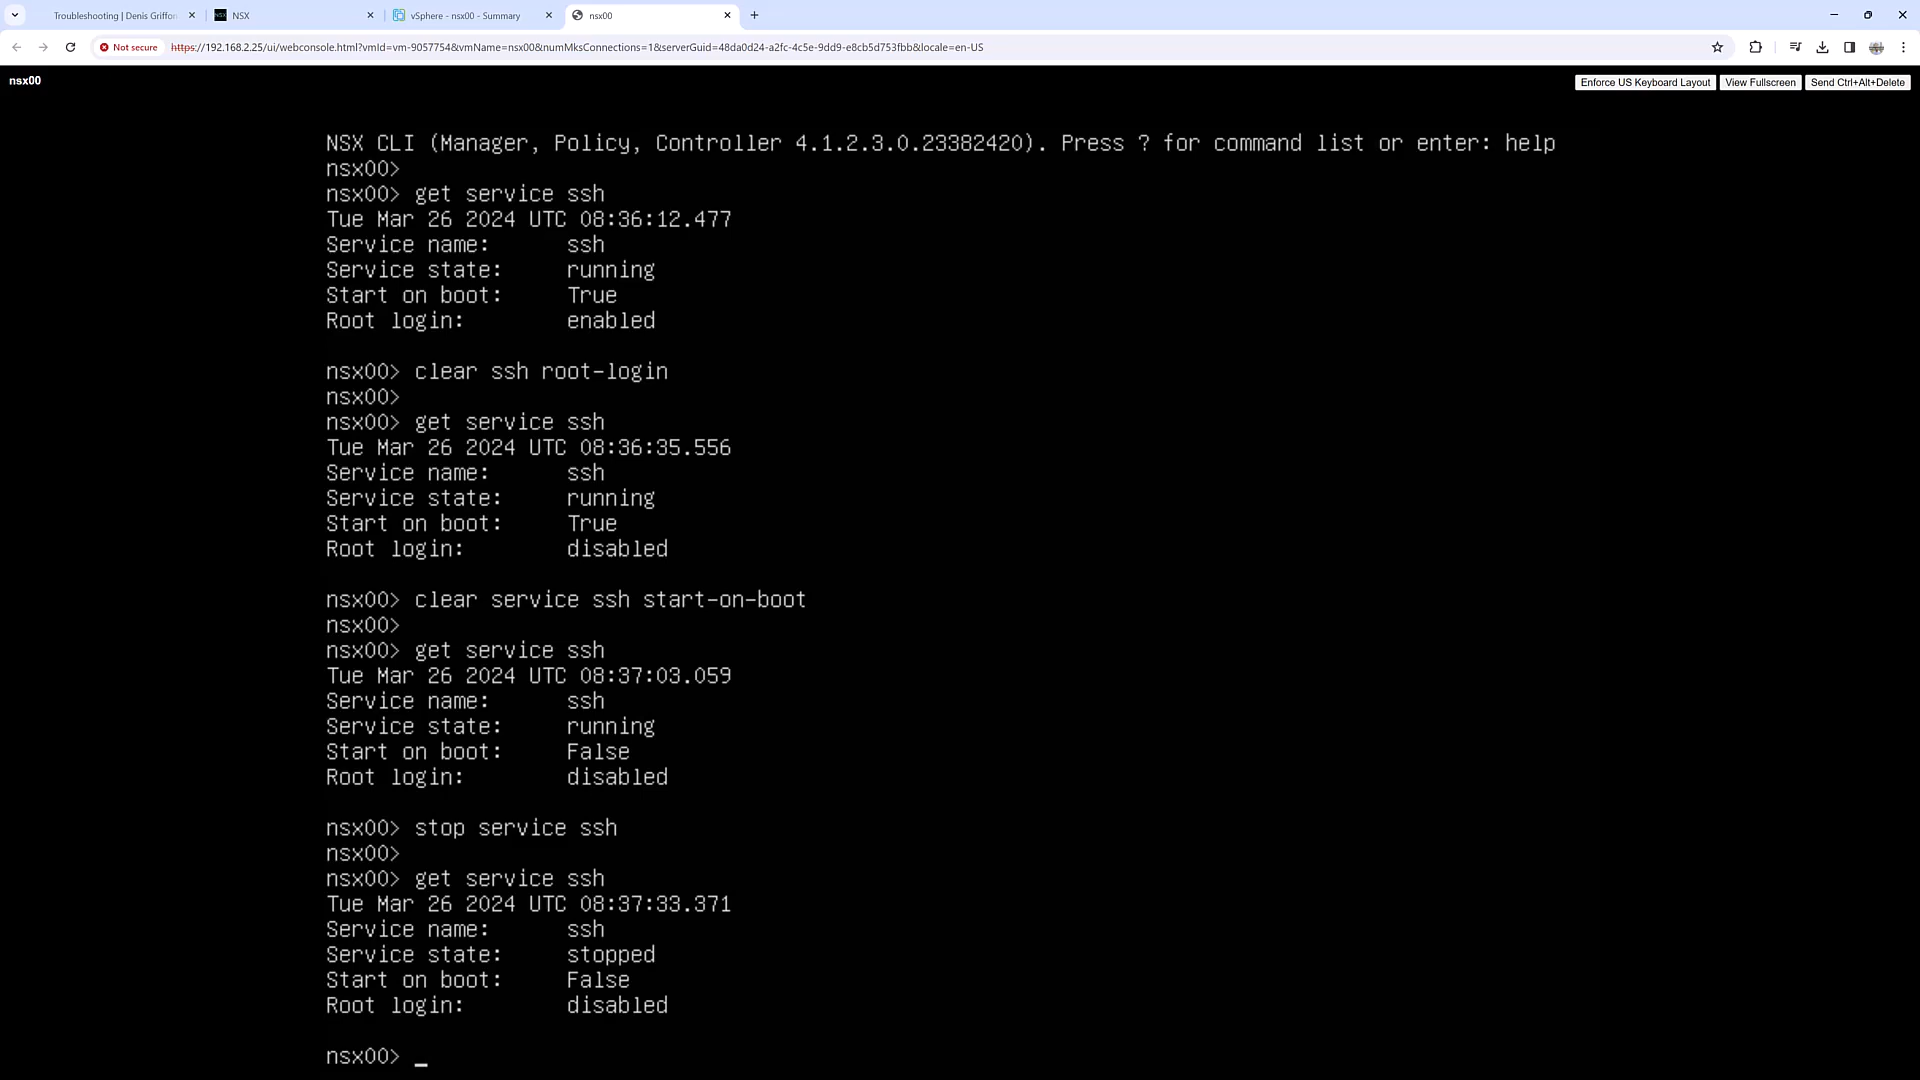 Troubleshooting | Denis Griffon
NSX
vSphere - nsx00 - Summary
nsx00
Not secure
https://192.168.2.25/ui/webconsole.html?vmId=vm-9057754&vmName=nsx00&numMksConnections=1&serverGuid=48da0d24-a2fc-4c5e-9dd9-e8cb5d753fbb&locale=en-US
nsx00
Enforce US Keyboard Layout
View Fullscreen
Send Ctrl+Alt+Delete
NSX CLI (Manager, Policy, Controller 4.1.2.3.0.23382420). Press ? for command list or enter: help
nsx00>
nsx00> get service ssh
Tue Mar 26 2024 UTC 08:36:12.477
Service name: ssh
Service state: running
Start on boot: True
Root login: enabled
nsx00> clear ssh root-login
nsx00>
nsx00> get service ssh
Tue Mar 26 2024 UTC 08:36:35.556
Service name: ssh
Service state: running
Start on boot: True
Root login: disabled
nsx00> clear service ssh start-on-boot
nsx00>
nsx00> get service ssh
Tue Mar 26 2024 UTC 08:37:03.059
Service name: ssh
Service state: running
Start on boot: False
Root login: disabled
nsx00> stop service ssh
nsx00>
nsx00> get service ssh
Tue Mar 26 2024 UTC 08:37:33.371
Service name: ssh
Service state: stopped
Start on boot: False
Root login: disabled
nsx00> _